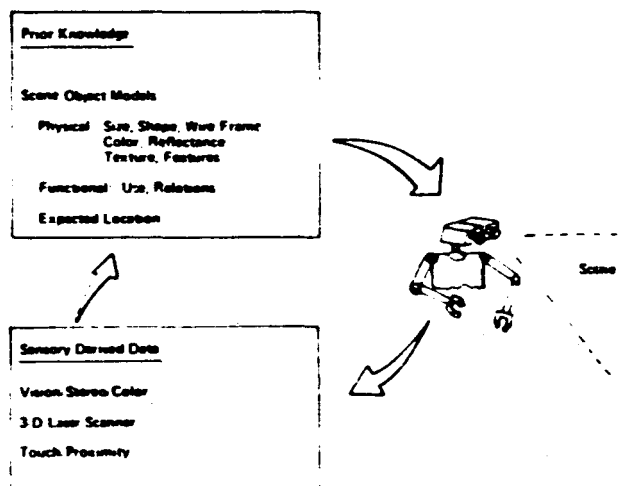 Prior Knowledge
Scene Object Models
Physical Size, Shape, Wire Frame
Color, Reflectance
Texture, Features
Functional: Use, Relations
Expected Location
Scene
Sensory Derived Data
Vision-Stereo Color
3-D Laser Scanner
Touch Proximity